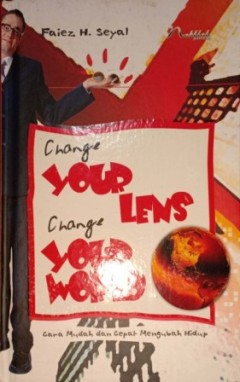 Faiez H. Seyal
Change
YOUR
LENS
Change
YOUR
WORLD
Cara Mudah dan Cepat Mengubah Hidup